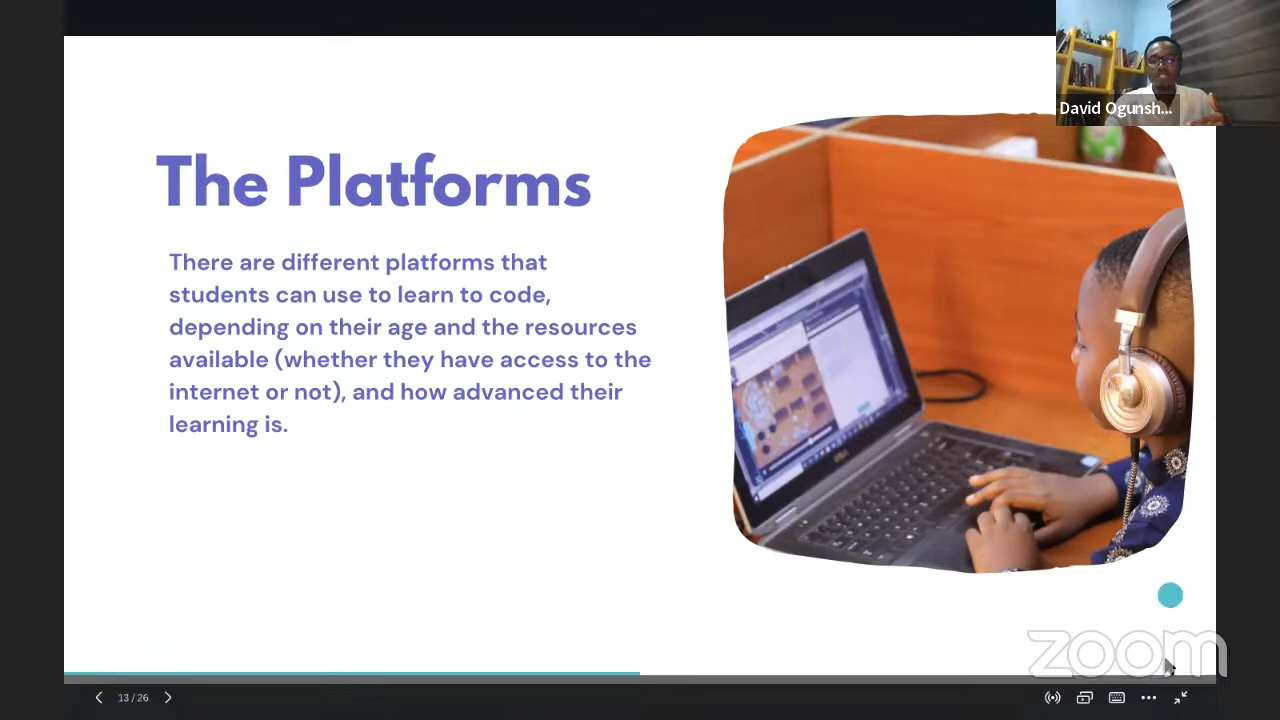 David Ogunsh...
The Platforms
There are different platforms that
students can use to learn to code,
depending on their age and the resources
available (whether they have access to the
internet or not), and how advanced their
learning is.
zoom
13 / 26